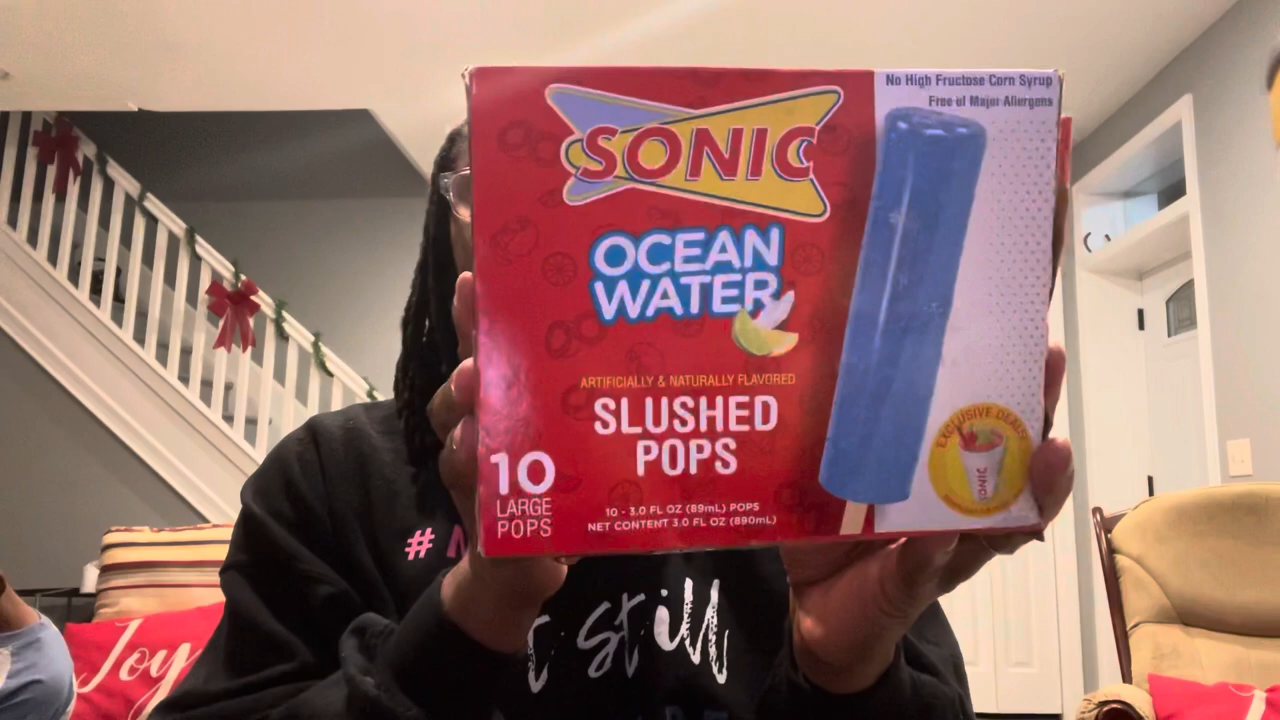 No High Fructose Corn Syrup
Free of Major Allergens
SONIC
OCEAN
WATER
ARTIFICIALLY & NATURALLY FLAVORED
SLUSHED
POPS
10
LARGE
POPS
10 - 3.0 FL OZ (89mL) POPS
NET CONTENT 3.0 FL OZ (890mL)
EXCLUSIVE DEALS
SONIC
#
still
Joy